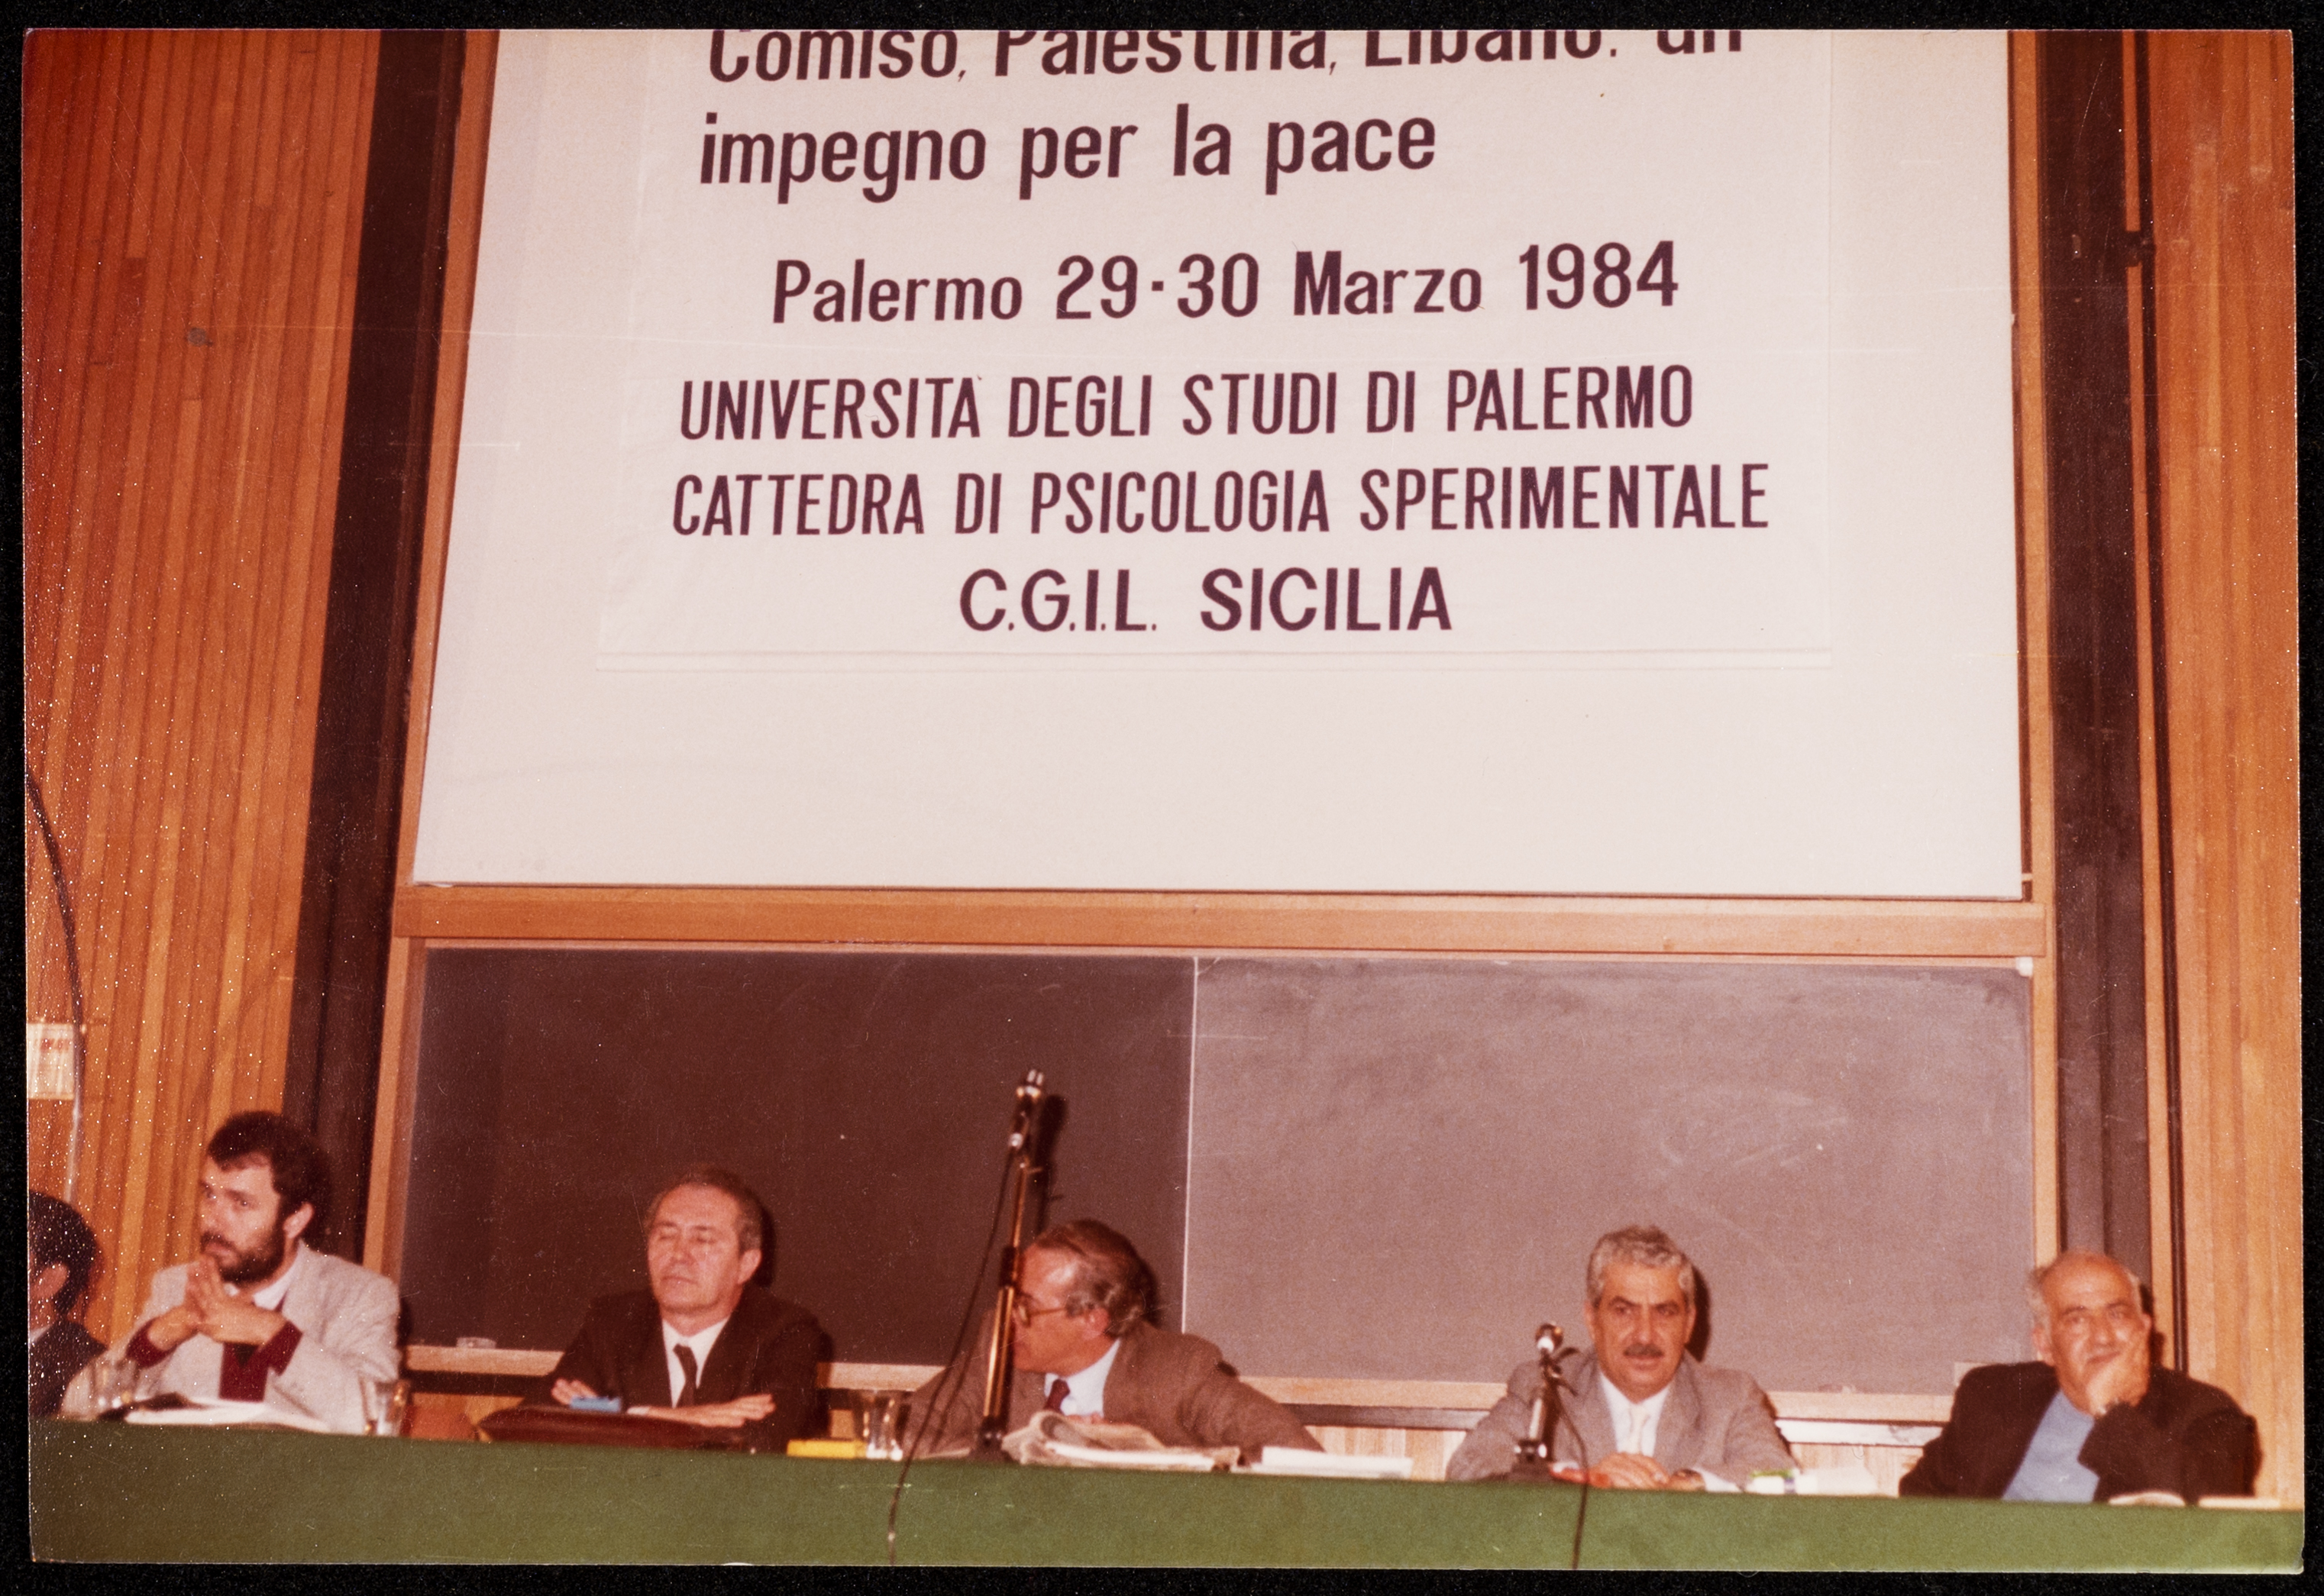 Comiso, Palestina, Libano: un
impegno per la pace
Palermo 29-30 Marzo 1984
UNIVERSITA' DEGLI STUDI DI PALERMO
CATTEDRA DI PSICOLOGIA SPERIMENTALE
C.G.I.L. SICILIA